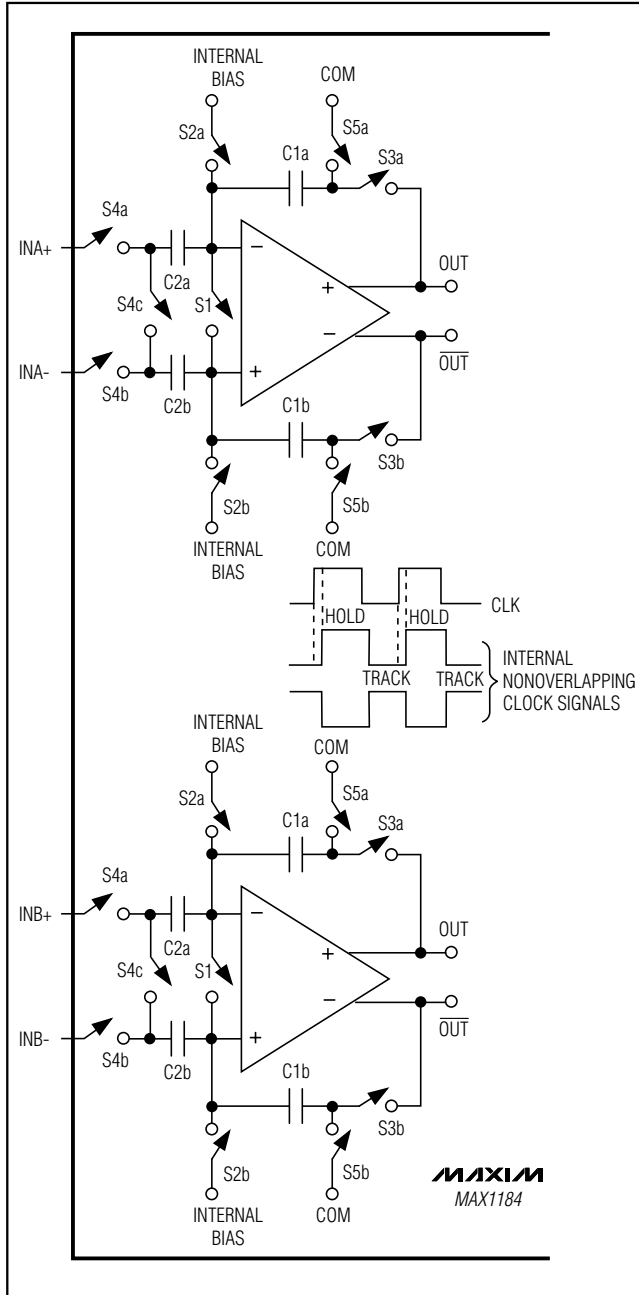 INTERNAL
BIAS
COM
S2a
C1a
S5a
S3a
S4a
INA+
C2a
S4c
S1
−
+
OUT
INA-
S4b
C2b
+
−
OUT
C1b
S3b
S2b
S5b
INTERNAL
BIAS
COM
CLK
HOLD
HOLD
TRACK
TRACK
INTERNAL
NONOVERLAPPING
CLOCK SIGNALS
INTERNAL
BIAS
COM
S2a
C1a
S5a
S3a
S4a
INB+
C2a
S4c
S1
−
+
OUT
INB-
S4b
C2b
+
−
OUT
C1b
S3b
S2b
S5b
INTERNAL
BIAS
COM
MAXIM
MAX1184